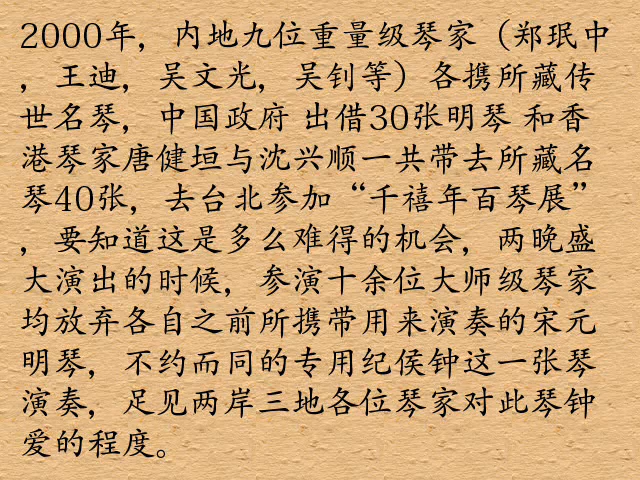 2000年，内地九位重量级琴家（郑珉中
，王迪，吴文光，吴钊等）各携所藏传
世名琴，中国政府 出借30张明琴 和香
港琴家唐健垣与沈兴顺一共带去所藏名
琴40张，去台北参加“千禧年百琴展”
，要知道这是多么难得的机会，两晚盛
大演出的时候，参演十余位大师级琴家
均放弃各自之前所携带用来演奏的宋元
明琴，不约而同的专用纪侯钟这一张琴
演奏，足见两岸三地各位琴家对此琴钟
爱的程度。